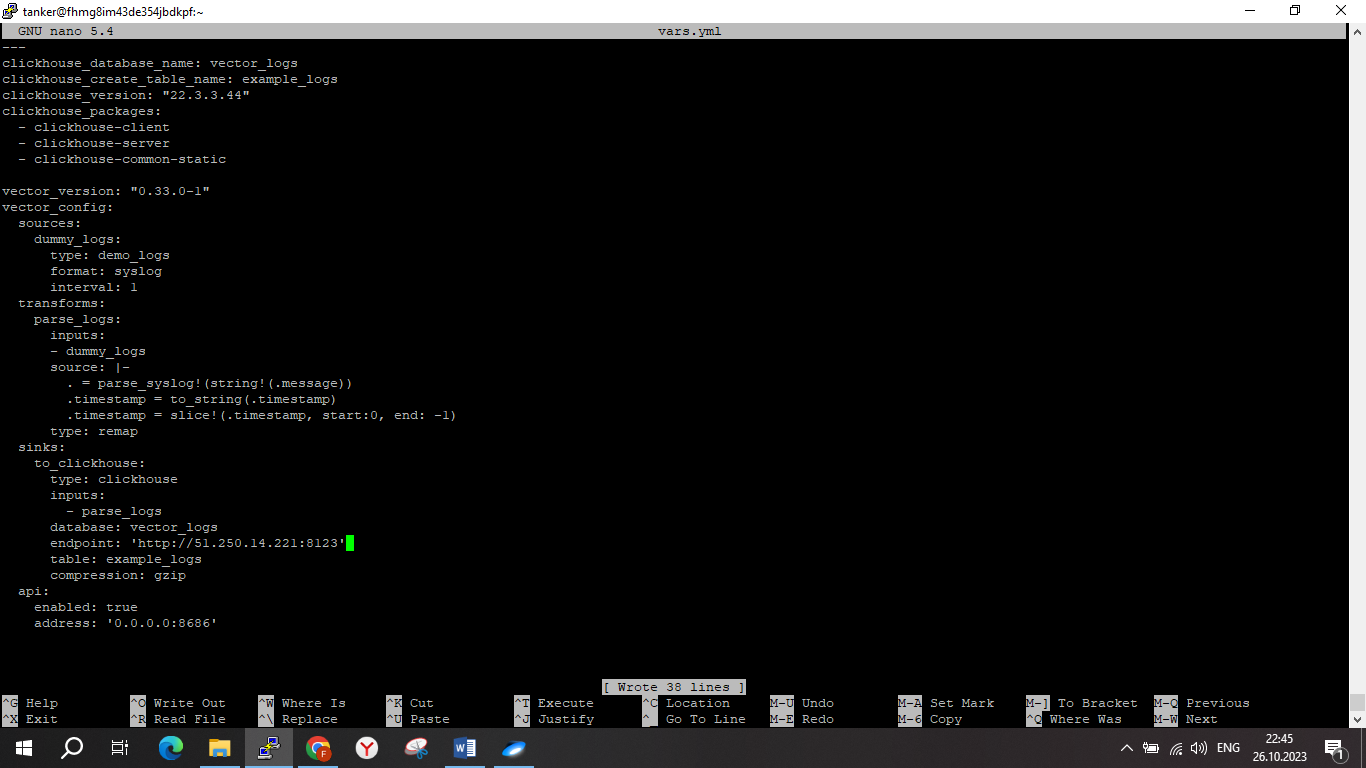 tanker@fhmg8im43de354jbdkpf:~
GNU nano 5.4 vars.yml
---
clickhouse_database_name: vector_logs
clickhouse_create_table_name: example_logs
clickhouse_version: "22.3.3.44"
clickhouse_packages:
  - clickhouse-client
  - clickhouse-server
  - clickhouse-common-static

vector_version: "0.33.0-1"
vector_config:
  sources:
    dummy_logs:
      type: demo_logs
      format: syslog
      interval: 1
  transforms:
    parse_logs:
      inputs:
      - dummy_logs
      source: |-
        . = parse_syslog!(string!(.message))
        .timestamp = to_string(.timestamp)
        .timestamp = slice!(.timestamp, start:0, end: -1)
      type: remap
  sinks:
    to_clickhouse:
      type: clickhouse
      inputs:
        - parse_logs
      database: vector_logs
      endpoint: 'http://51.250.14.221:8123'
      table: example_logs
      compression: gzip
  api:
    enabled: true
    address: '0.0.0.0:8686'
[ Wrote 38 lines ]
^G Help ^O Write Out ^W Where Is ^K Cut ^T Execute ^C Location M-U Undo M-A Set Mark M-] To Bracket M-Q Previous
^X Exit ^R Read File ^\ Replace ^U Paste ^J Justify ^_ Go To Line M-E Redo M-6 Copy ^Q Where Was M-W Next
ENG 22:45
26.10.2023
1